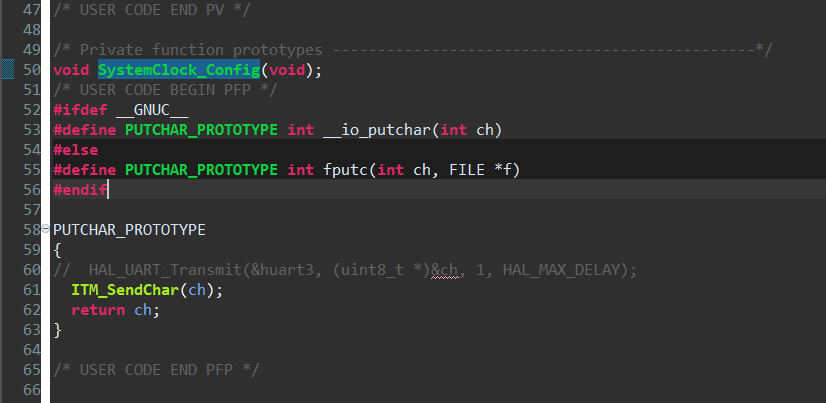 47 /* USER CODE END PV */
48
49 /* Private function prototypes -----------------------------------------------*/
50 void SystemClock_Config(void);
51 /* USER CODE BEGIN PFP */
52 #ifdef __GNUC__
53 #define PUTCHAR_PROTOTYPE int __io_putchar(int ch)
54 #else
55 #define PUTCHAR_PROTOTYPE int fputc(int ch, FILE *f)
56 #endif
57
58 PUTCHAR_PROTOTYPE
59 {
60 //  HAL_UART_Transmit(&huart3, (uint8_t *)&ch, 1, HAL_MAX_DELAY);
61   ITM_SendChar(ch);
62   return ch;
63 }
64
65 /* USER CODE END PFP */
66